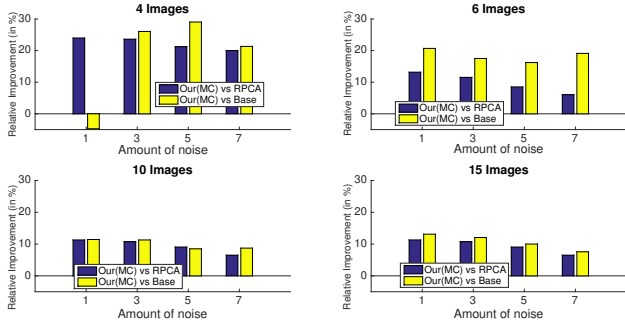 4 Images
Relative Improvement (in %)
30
20
10
0
Our(MC) vs RPCA
Our(MC) vs Base
1 3 5 7
Amount of noise
6 Images
Relative Improvement (in %)
30
20
10
0
Our(MC) vs RPCA
Our(MC) vs Base
1 3 5 7
Amount of noise
10 Images
Relative Improvement (in %)
30
20
10
0
Our(MC) vs RPCA
Our(MC) vs Base
1 3 5 7
Amount of noise
15 Images
Relative Improvement (in %)
30
20
10
0
Our(MC) vs RPCA
Our(MC) vs Base
1 3 5 7
Amount of noise